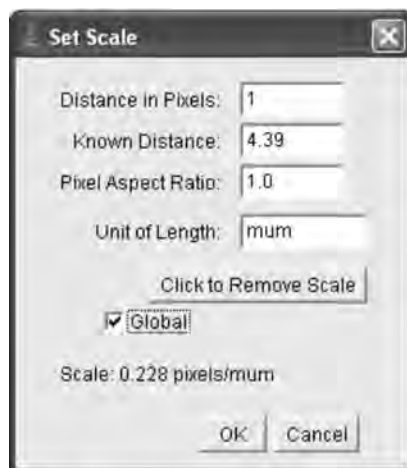 Set Scale
Distance in Pixels: 1
Known Distance: 4.39
Pixel Aspect Ratio: 1.0
Unit of Length: mum
Click to Remove Scale
Global
Scale: 0.228 pixels/mum
OK Cancel